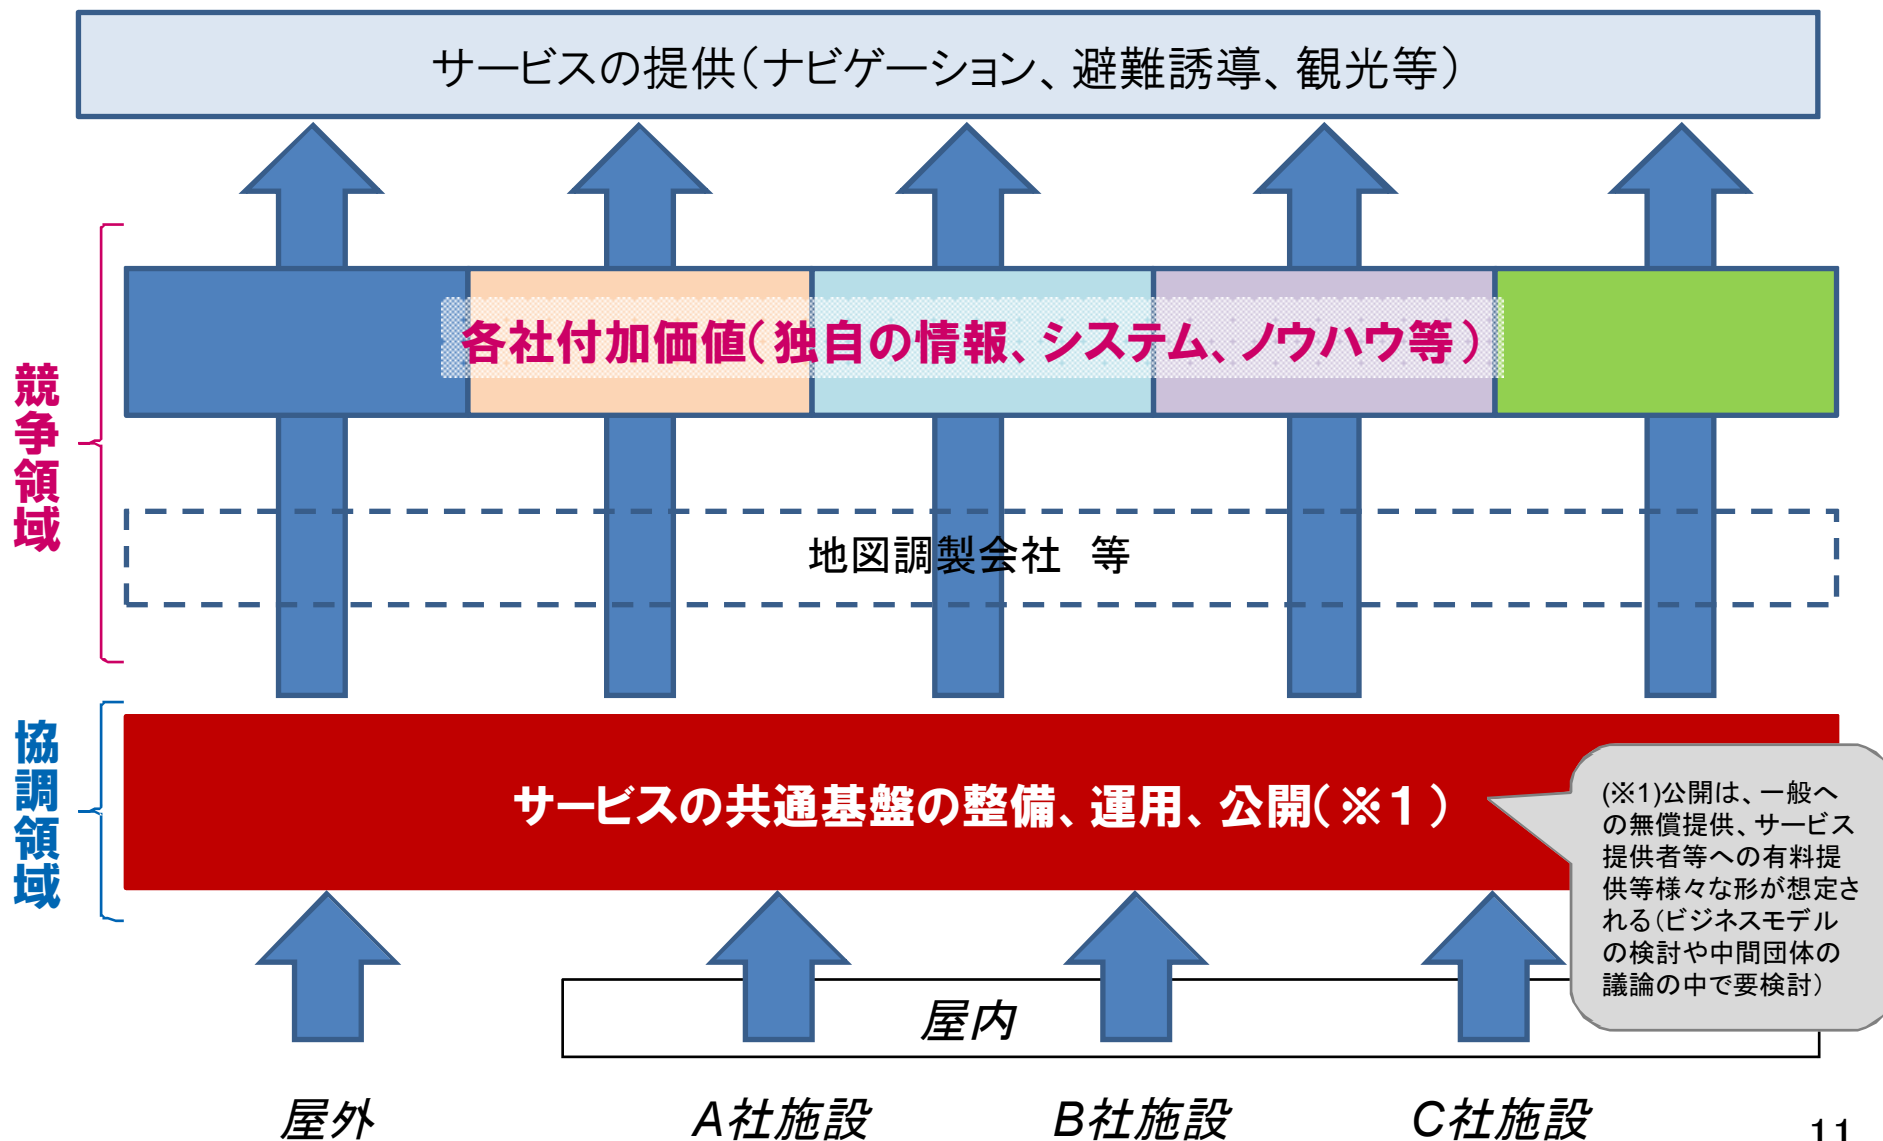 サービスの提供（ナビゲーション、避難誘導、観光等）
各社付加価値（独自の情報、システム、ノウハウ等）
競争領域
地図調製会社　等
協調領域
サービスの共通基盤の整備、運用、公開（※１）
(※1)公開は、一般へ
の無償提供、サービス
提供者等への有料提
供等様々な形が想定さ
れる（ビジネスモデル
の検討や中間団体の
議論の中で要検討）
屋内
屋外
A社施設
B社施設
C社施設
11